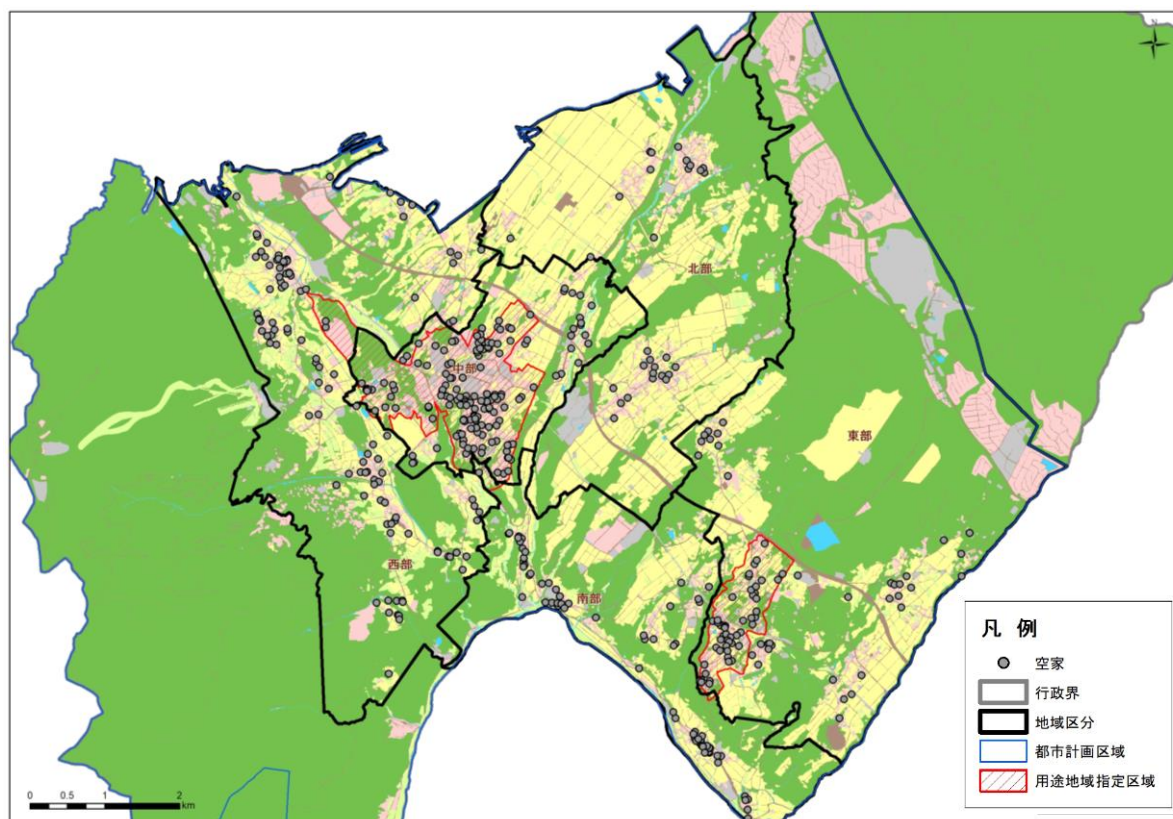 N
北部
中部
東部
西部
南部
凡 例
空家
行政界
地域区分
都市計画区域
用途地域指定区域
0 0.5 1 2
km